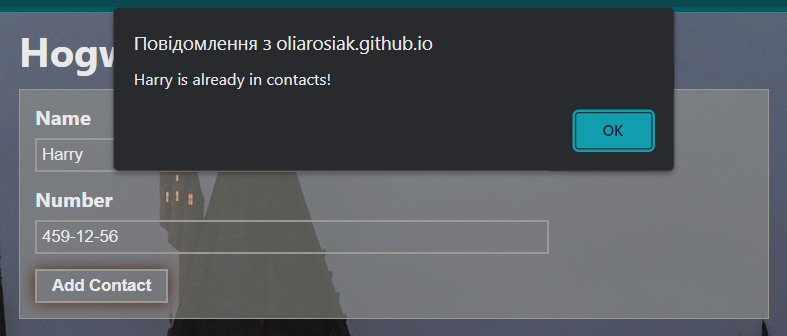 Повідомлення з oliarosiak.github.io
Harry is already in contacts!
OK
Hogw
Name
Harry
Number
459-12-56
Add Contact